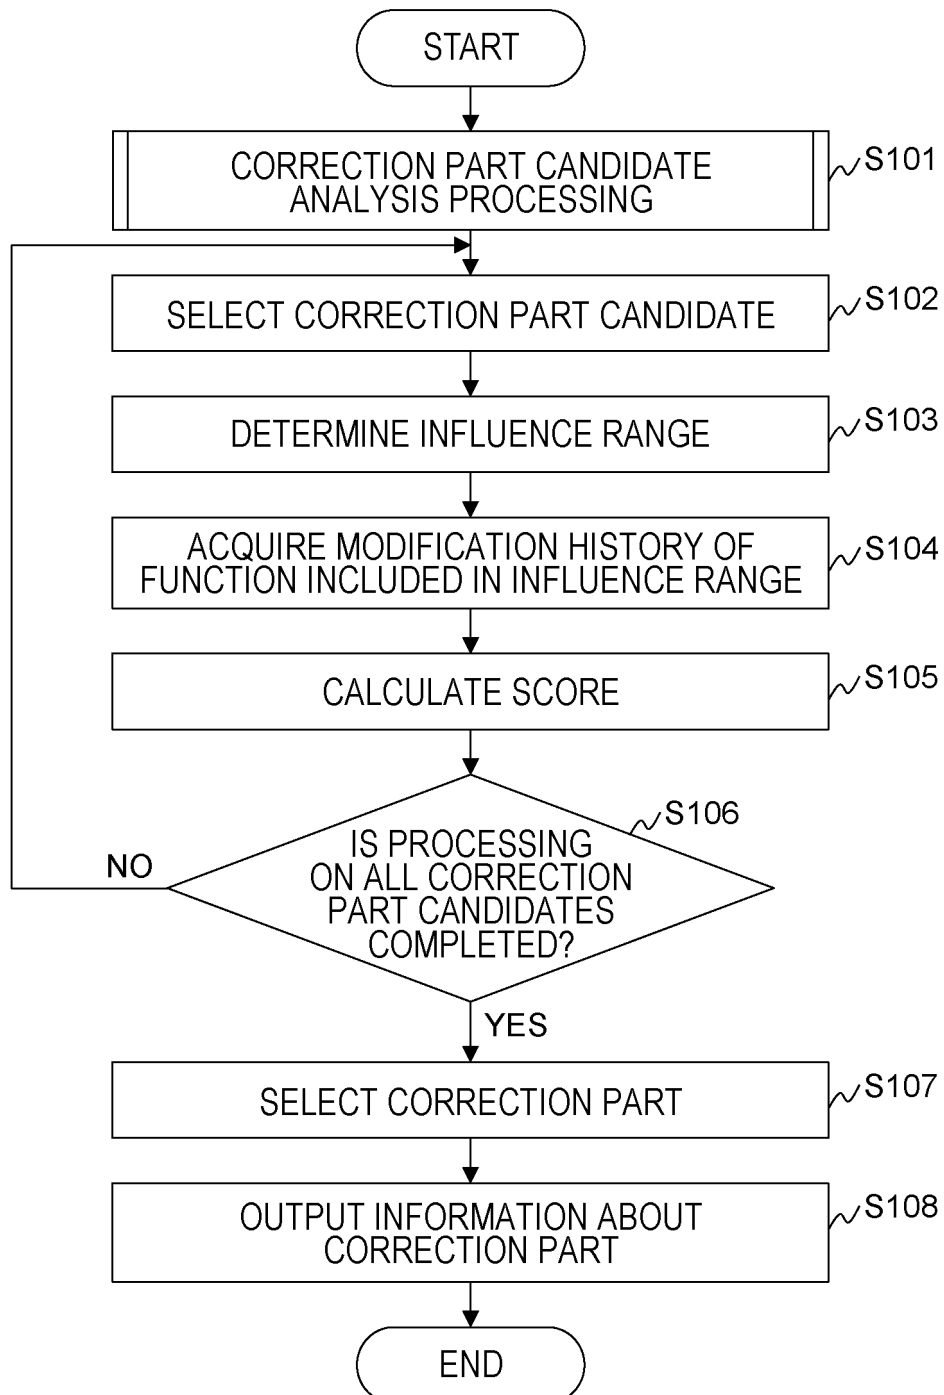 START
CORRECTION PART CANDIDATE
ANALYSIS PROCESSING
S101
SELECT CORRECTION PART CANDIDATE
S102
DETERMINE INFLUENCE RANGE
S103
ACQUIRE MODIFICATION HISTORY OF
FUNCTION INCLUDED IN INFLUENCE RANGE
S104
CALCULATE SCORE
S105
S106
IS PROCESSING
ON ALL CORRECTION
PART CANDIDATES
COMPLETED?
NO
YES
SELECT CORRECTION PART
S107
OUTPUT INFORMATION ABOUT
CORRECTION PART
S108
END